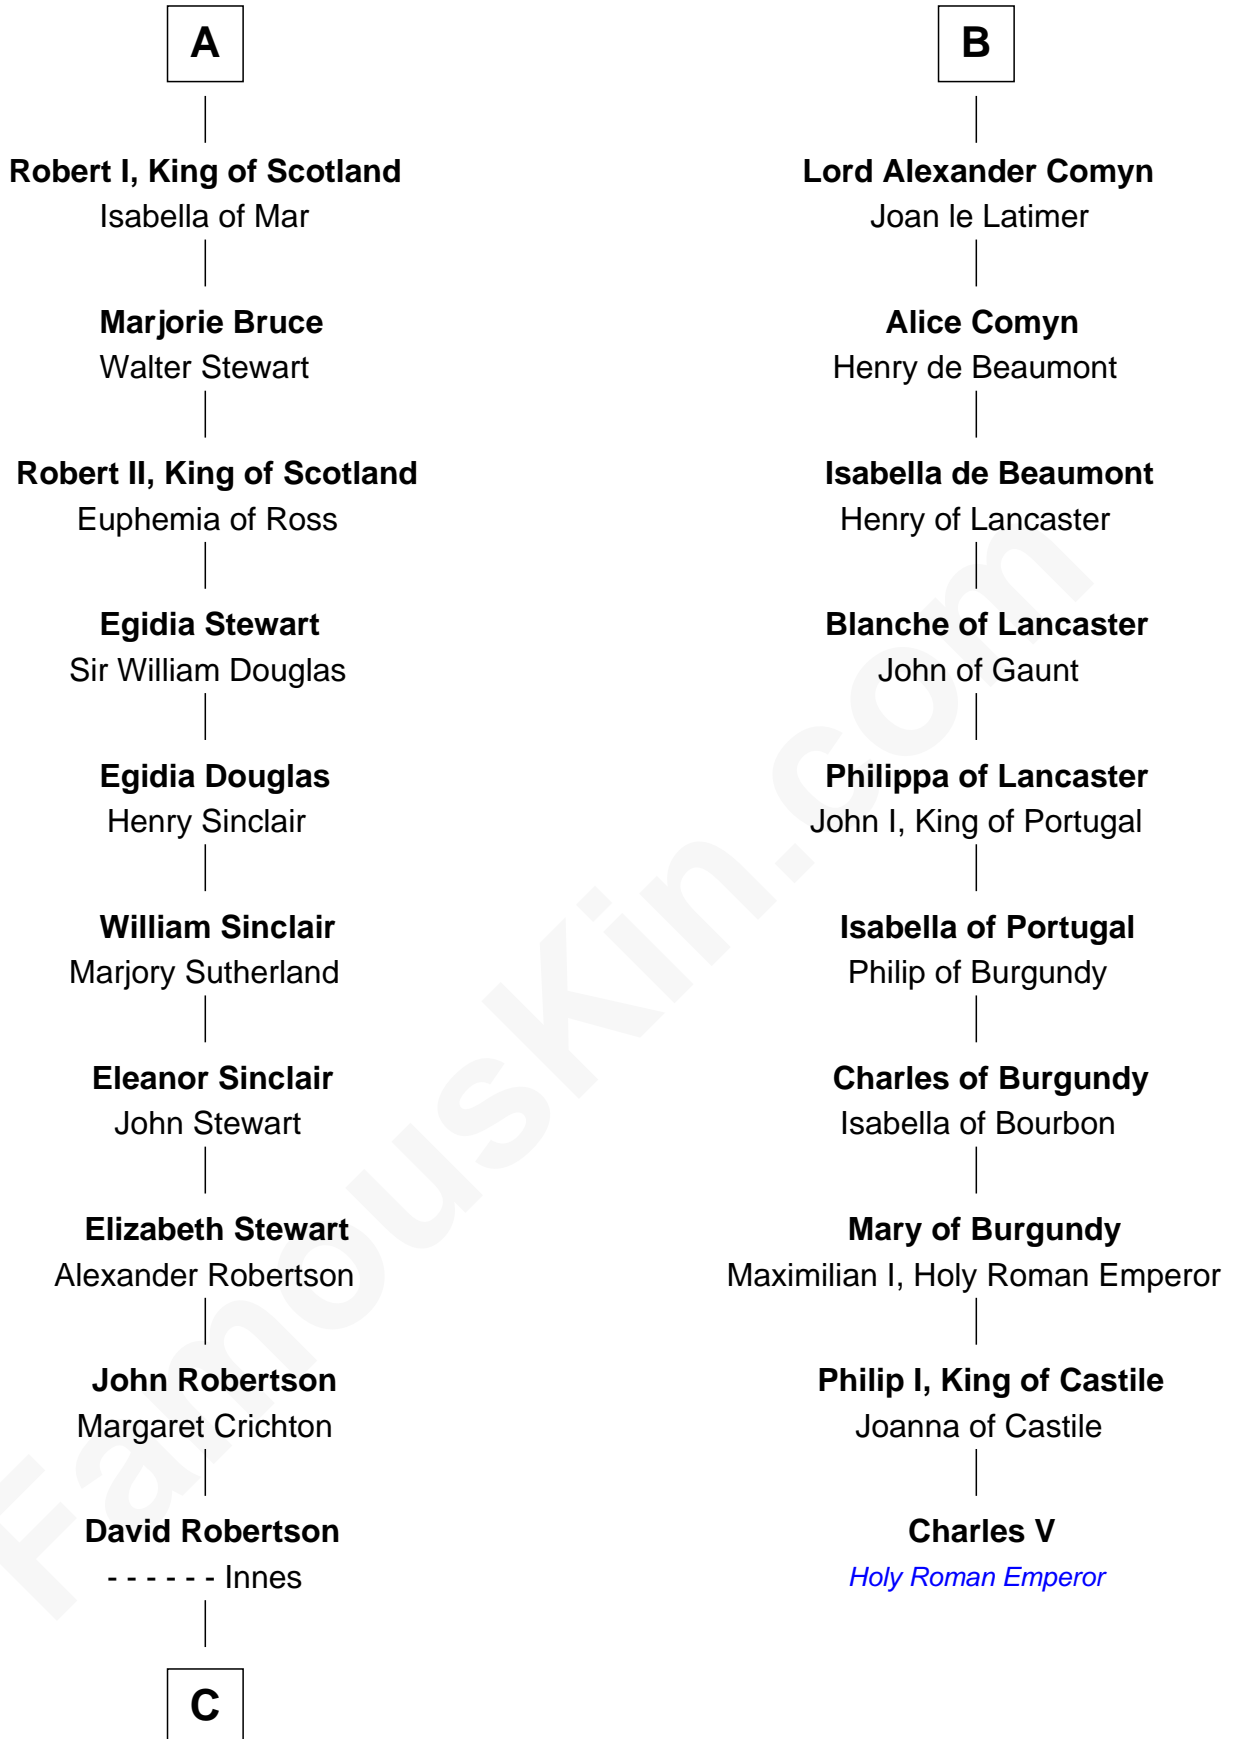 A
Robert I, King of Scotland
Isabella of Mar
Marjorie Bruce
Walter Stewart
Robert II, King of Scotland
Euphemia of Ross
Egidia Stewart
Sir William Douglas
Egidia Douglas
Henry Sinclair
William Sinclair
Marjory Sutherland
Eleanor Sinclair
John Stewart
Elizabeth Stewart
Alexander Robertson
John Robertson
Margaret Crichton
David Robertson
- - - - - - Innes
C
B
Lord Alexander Comyn
Joan le Latimer
Alice Comyn
Henry de Beaumont
Isabella de Beaumont
Henry of Lancaster
Blanche of Lancaster
John of Gaunt
Philippa of Lancaster
John I, King of Portugal
Isabella of Portugal
Philip of Burgundy
Charles of Burgundy
Isabella of Bourbon
Mary of Burgundy
Maximilian I, Holy Roman Emperor
Philip I, King of Castile
Joanna of Castile
Charles V
Holy Roman Emperor
FamousKin.com